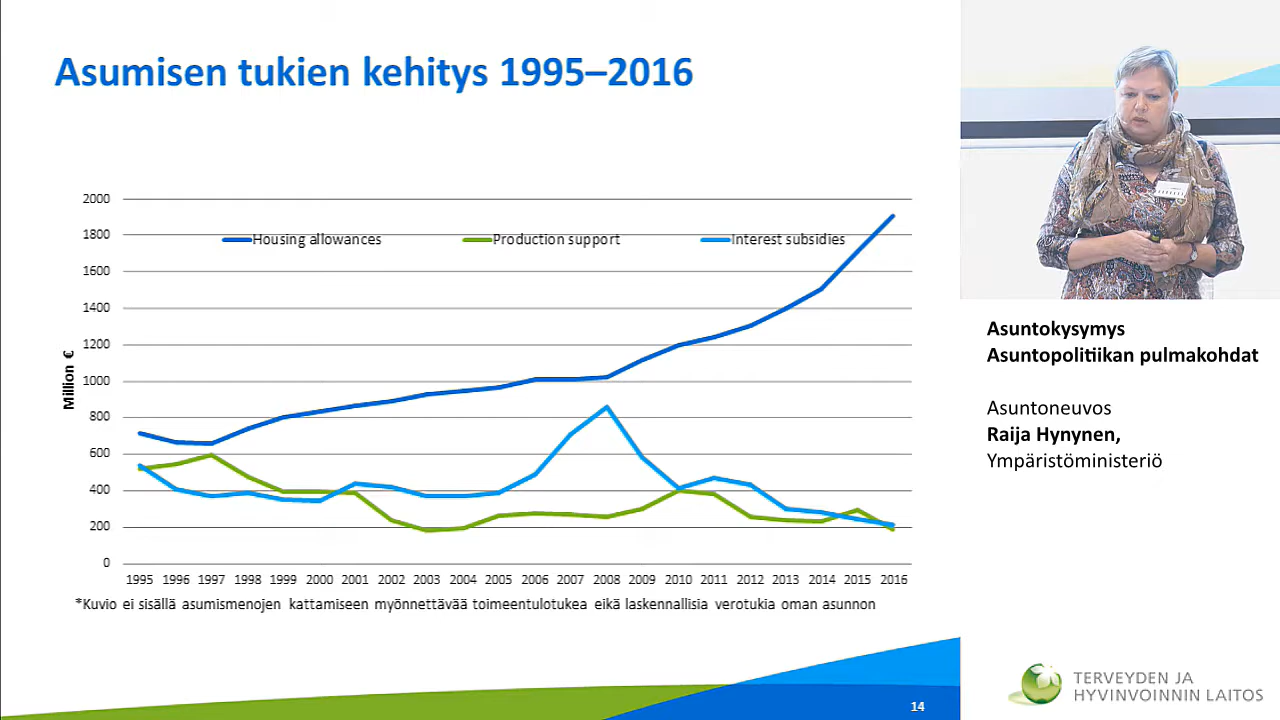 Asumisen tukien kehitys 1995–2016
2000
1800
1600
1400
1200
1000
800
600
400
200
0
Million €
Housing allowances
Production support
Interest subsidies
1995 1996 1997 1998 1999 2000 2001 2002 2003 2004 2005 2006 2007 2008 2009 2010 2011 2012 2013 2014 2015 2016
*Kuvio ei sisällä asumismenojen kattamiseen myönnettävää toimeentulotukea eikä laskennallisia verotukia oman asunnon
14
Asuntokysymys
Asuntopolitiikan pulmakohdat
Asuntoneuvos
Raija Hynynen,
Ympäristöministeriö
TERVEYDEN JA
HYVINVOINNIN LAITOS